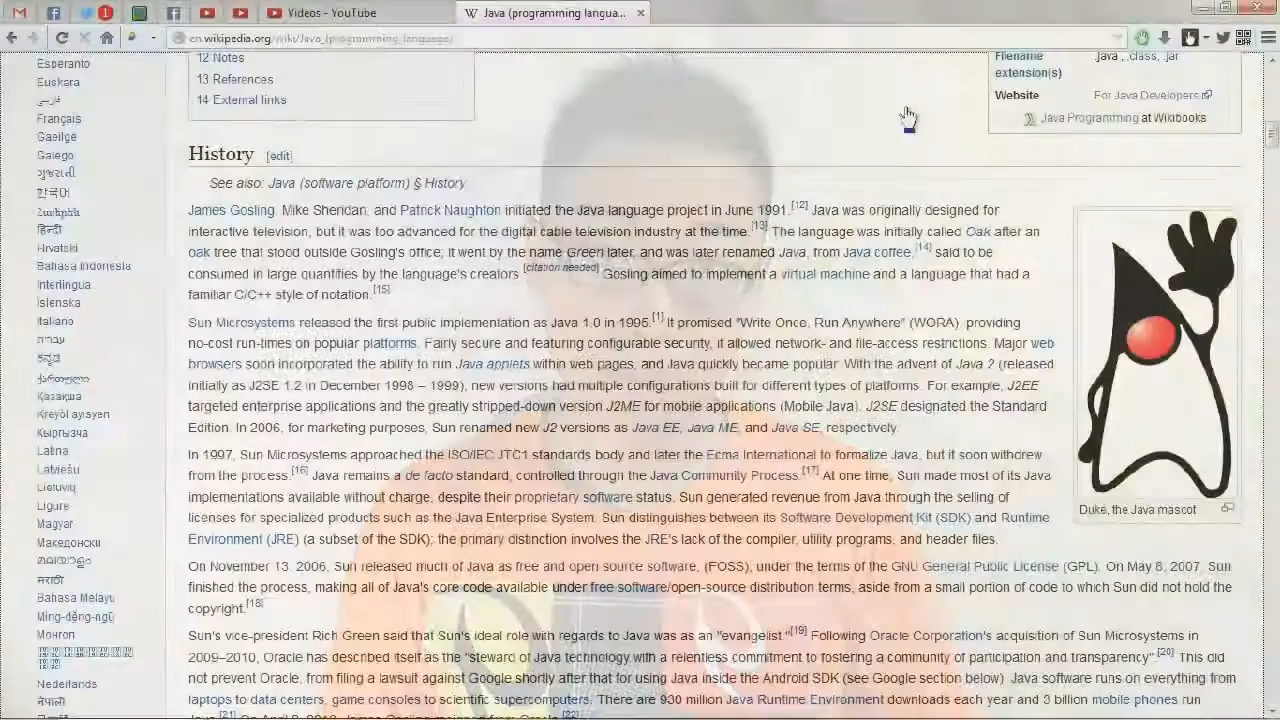 Videos - YouTube
Java (programming langua...
en.wikipedia.org/wiki/Java_(programming_language)
Esperanto
Euskara
فارسی
Français
Gaeilge
Galego
ગુજરાતી
한국어
Հայերեն
हिन्दी
Hrvatski
Bahasa Indonesia
Interlingua
Íslenska
Italiano
עברית
ಕನ್ನಡ
ქართული
Қазақша
Kreyòl ayisyen
Кыргызча
Latina
Latviešu
Lietuvių
Ligure
Magyar
Македонски
മലയാളം
मराठी
Bahasa Melayu
Mìng-dĕng-ngṳ̄
Монгол
Nederlands
नेपाली
12 Notes
13 References
14 External links
Filename
extension(s)
.java , .class, .jar
Website
For Java Developers
Java Programming at Wikibooks
History [edit]
See also: Java (software platform) § History
James Gosling, Mike Sheridan, and Patrick Naughton initiated the Java language project in June 1991.[12] Java was originally designed for
interactive television, but it was too advanced for the digital cable television industry at the time.[13] The language was initially called Oak after an
oak tree that stood outside Gosling's office; it went by the name Green later, and was later renamed Java, from Java coffee,[14] said to be
consumed in large quantities by the language's creators.[citation needed] Gosling aimed to implement a virtual machine and a language that had a
familiar C/C++ style of notation.[15]
Sun Microsystems released the first public implementation as Java 1.0 in 1995.[1] It promised "Write Once, Run Anywhere" (WORA), providing
no-cost run-times on popular platforms. Fairly secure and featuring configurable security, it allowed network- and file-access restrictions. Major web
browsers soon incorporated the ability to run Java applets within web pages, and Java quickly became popular. With the advent of Java 2 (released
initially as J2SE 1.2 in December 1998 – 1999), new versions had multiple configurations built for different types of platforms. For example, J2EE
targeted enterprise applications and the greatly stripped-down version J2ME for mobile applications (Mobile Java). J2SE designated the Standard
Edition. In 2006, for marketing purposes, Sun renamed new J2 versions as Java EE, Java ME, and Java SE, respectively.
In 1997, Sun Microsystems approached the ISO/IEC JTC1 standards body and later the Ecma International to formalize Java, but it soon withdrew
from the process.[16] Java remains a de facto standard, controlled through the Java Community Process.[17] At one time, Sun made most of its Java
implementations available without charge, despite their proprietary software status. Sun generated revenue from Java through the selling of
licenses for specialized products such as the Java Enterprise System. Sun distinguishes between its Software Development Kit (SDK) and Runtime
Environment (JRE) (a subset of the SDK); the primary distinction involves the JRE's lack of the compiler, utility programs, and header files.
On November 13, 2006, Sun released much of Java as free and open source software, (FOSS), under the terms of the GNU General Public License (GPL). On May 8, 2007, Sun
finished the process, making all of Java's core code available under free software/open-source distribution terms, aside from a small portion of code to which Sun did not hold the
copyright.[18]
Sun's vice-president Rich Green said that Sun's ideal role with regards to Java was as an "evangelist."[19] Following Oracle Corporation's acquisition of Sun Microsystems in
2009–2010, Oracle has described itself as the "steward of Java technology with a relentless commitment to fostering a community of participation and transparency".[20] This did
not prevent Oracle, from filing a lawsuit against Google shortly after that for using Java inside the Android SDK (see Google section below). Java software runs on everything from
laptops to data centers, game consoles to scientific supercomputers. There are 930 million Java Runtime Environment downloads each year and 3 billion mobile phones run
Java.[21] On April 2, 2010, James Gosling resigned from Oracle.[22]
Duke, the Java mascot